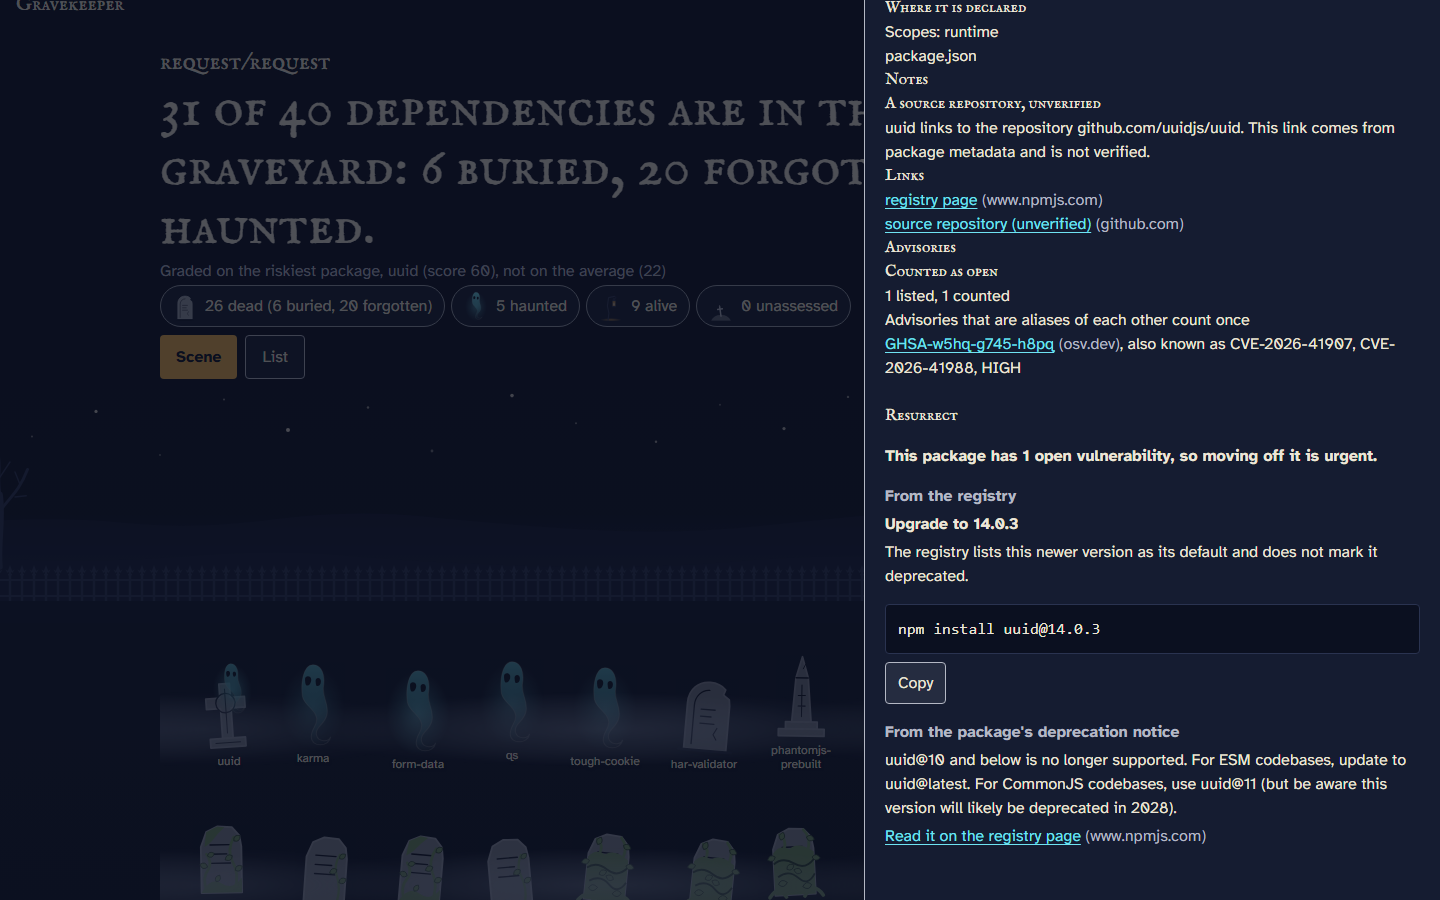 Gravekeeper
request/request
31 of 40 dependencies are in th
graveyard: 6 buried, 20 forgot
haunted.
Graded on the riskiest package, uuid (score 60), not on the average (22)
26 dead (6 buried, 20 forgotten)
5 haunted
9 alive
0 unassessed
Scene
List
uuid
karma
form-data
qs
tough-cookie
har-validator
phantomjs-
prebuilt
Where it is declared
Scopes: runtime
package.json
Notes
A source repository, unverified
uuid links to the repository github.com/uuidjs/uuid. This link comes from
package metadata and is not verified.
Links
registry page (www.npmjs.com)
source repository (unverified) (github.com)
Advisories
Counted as open
1 listed, 1 counted
Advisories that are aliases of each other count once
GHSA-w5hq-g745-h8pq (osv.dev), also known as CVE-2026-41907, CVE-
2026-41988, HIGH
Resurrect
This package has 1 open vulnerability, so moving off it is urgent.
From the registry
Upgrade to 14.0.3
The registry lists this newer version as its default and does not mark it
deprecated.
npm install uuid@14.0.3
Copy
From the package's deprecation notice
uuid@10 and below is no longer supported. For ESM codebases, update to
uuid@latest. For CommonJS codebases, use uuid@11 (but be aware this
version will likely be deprecated in 2028).
Read it on the registry page (www.npmjs.com)